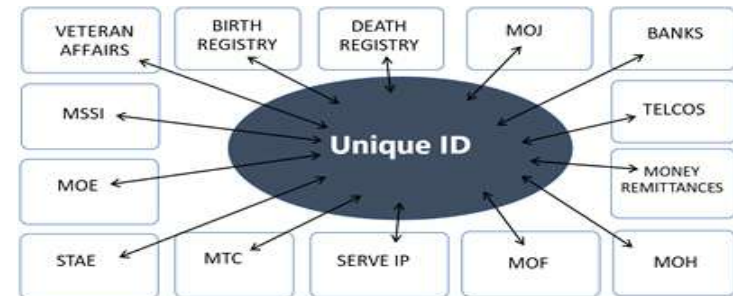 VETERAN
AFFAIRS
BIRTH
REGISTRY
DEATH
REGISTRY
MOJ
BANKS
MSSI
Unique ID
TELCOS
MOE
MONEY
REMITTANCES
STAE
MTC
SERVE IP
MOF
MOH